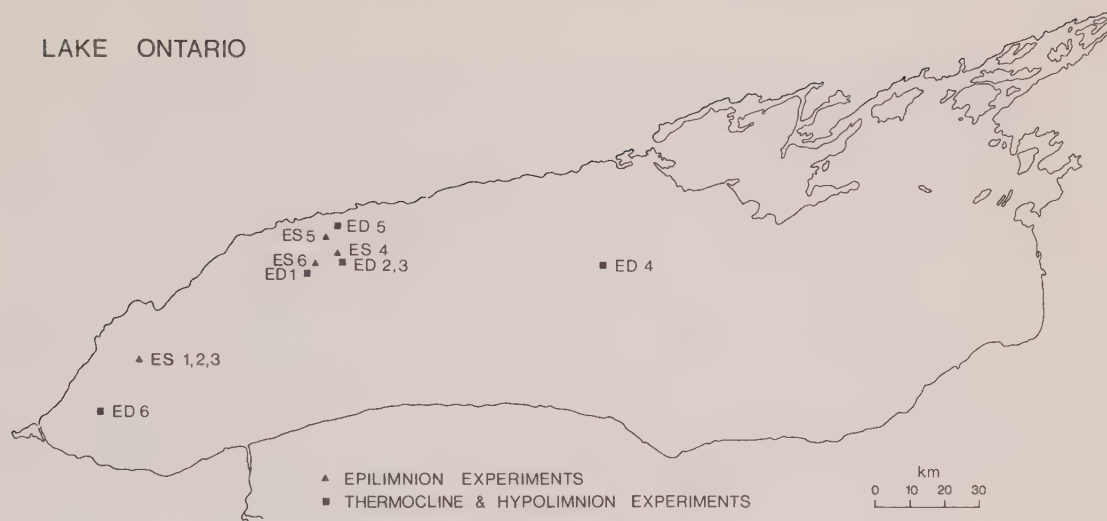 LAKE ONTARIO
ED 5
ES 5
ES 4
ES 6
ED 2,3
ED 1
ED 4
ES 1,2,3
ED 6
EPILIMNION EXPERIMENTS
THERMOCLINE & HYPOLIMNION EXPERIMENTS
km
0 10 20 30